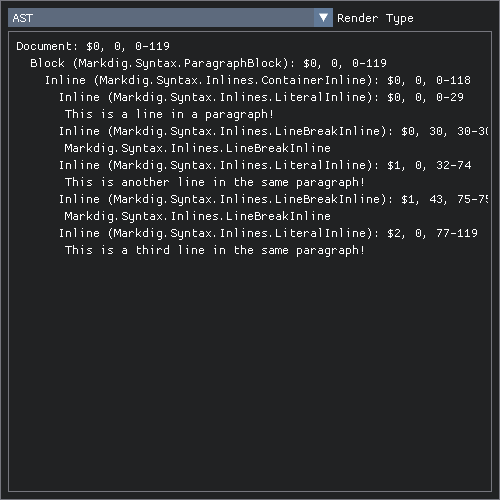 AST Render Type
Document: $0, 0, 0-119
Block (Markdig.Syntax.ParagraphBlock): $0, 0, 0-119
Inline (Markdig.Syntax.Inlines.ContainerInline): $0, 0, 0-118
Inline (Markdig.Syntax.Inlines.LiteralInline): $0, 0, 0-29
This is a line in a paragraph!
Inline (Markdig.Syntax.Inlines.LineBreakInline): $0, 30, 30-30
Markdig.Syntax.Inlines.LineBreakInline
Inline (Markdig.Syntax.Inlines.LiteralInline): $1, 0, 32-74
This is another line in the same paragraph!
Inline (Markdig.Syntax.Inlines.LineBreakInline): $1, 43, 75-75
Markdig.Syntax.Inlines.LineBreakInline
Inline (Markdig.Syntax.Inlines.LiteralInline): $2, 0, 77-119
This is a third line in the same paragraph!